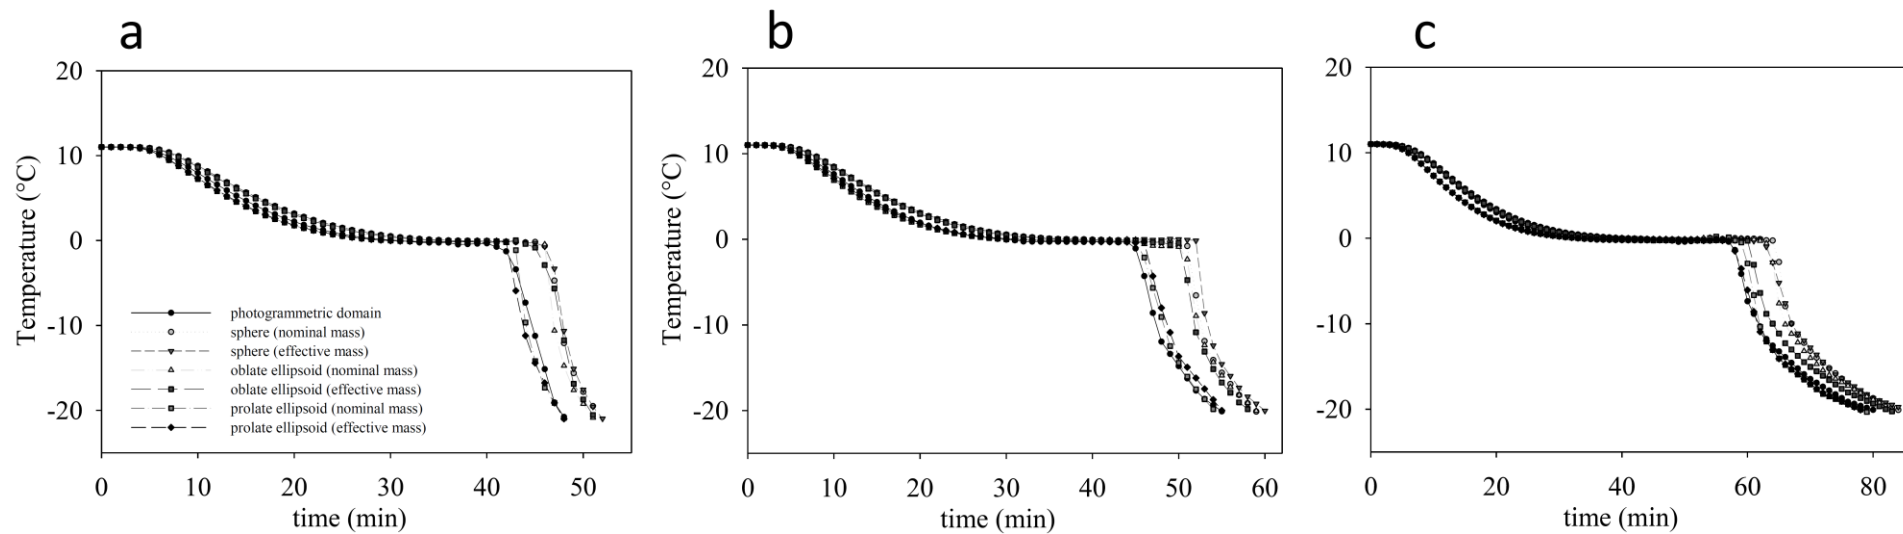 a
20
10
0
-10
-20
Temperature (°C)
photogrammetric domain
sphere (nominal mass)
sphere (effective mass)
oblate ellipsoid (nominal mass)
oblate ellipsoid (effective mass)
prolate ellipsoid (nominal mass)
prolate ellipsoid (effective mass)
0 10 20 30 40 50
time (min)
b
20
10
0
-10
-20
Temperature (°C)
0 10 20 30 40 50 60
time (min)
c
20
10
0
-10
-20
0 20 40 60 80
time (min)